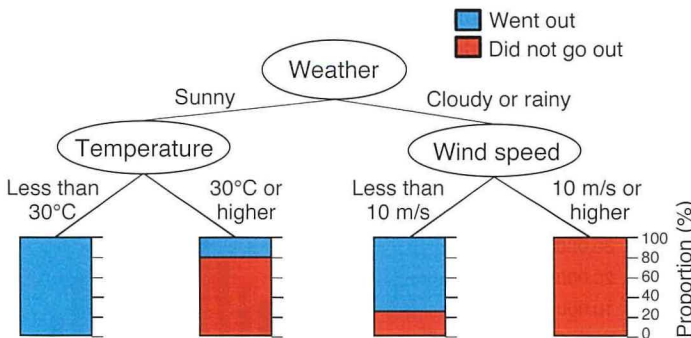 Went out
Did not go out
Weather
Sunny
Cloudy or rainy
Temperature
Wind speed
Less than
30°C
30°C or
higher
Less than
10 m/s
10 m/s or
higher
100
80
60
40
20
0
Proportion (%)